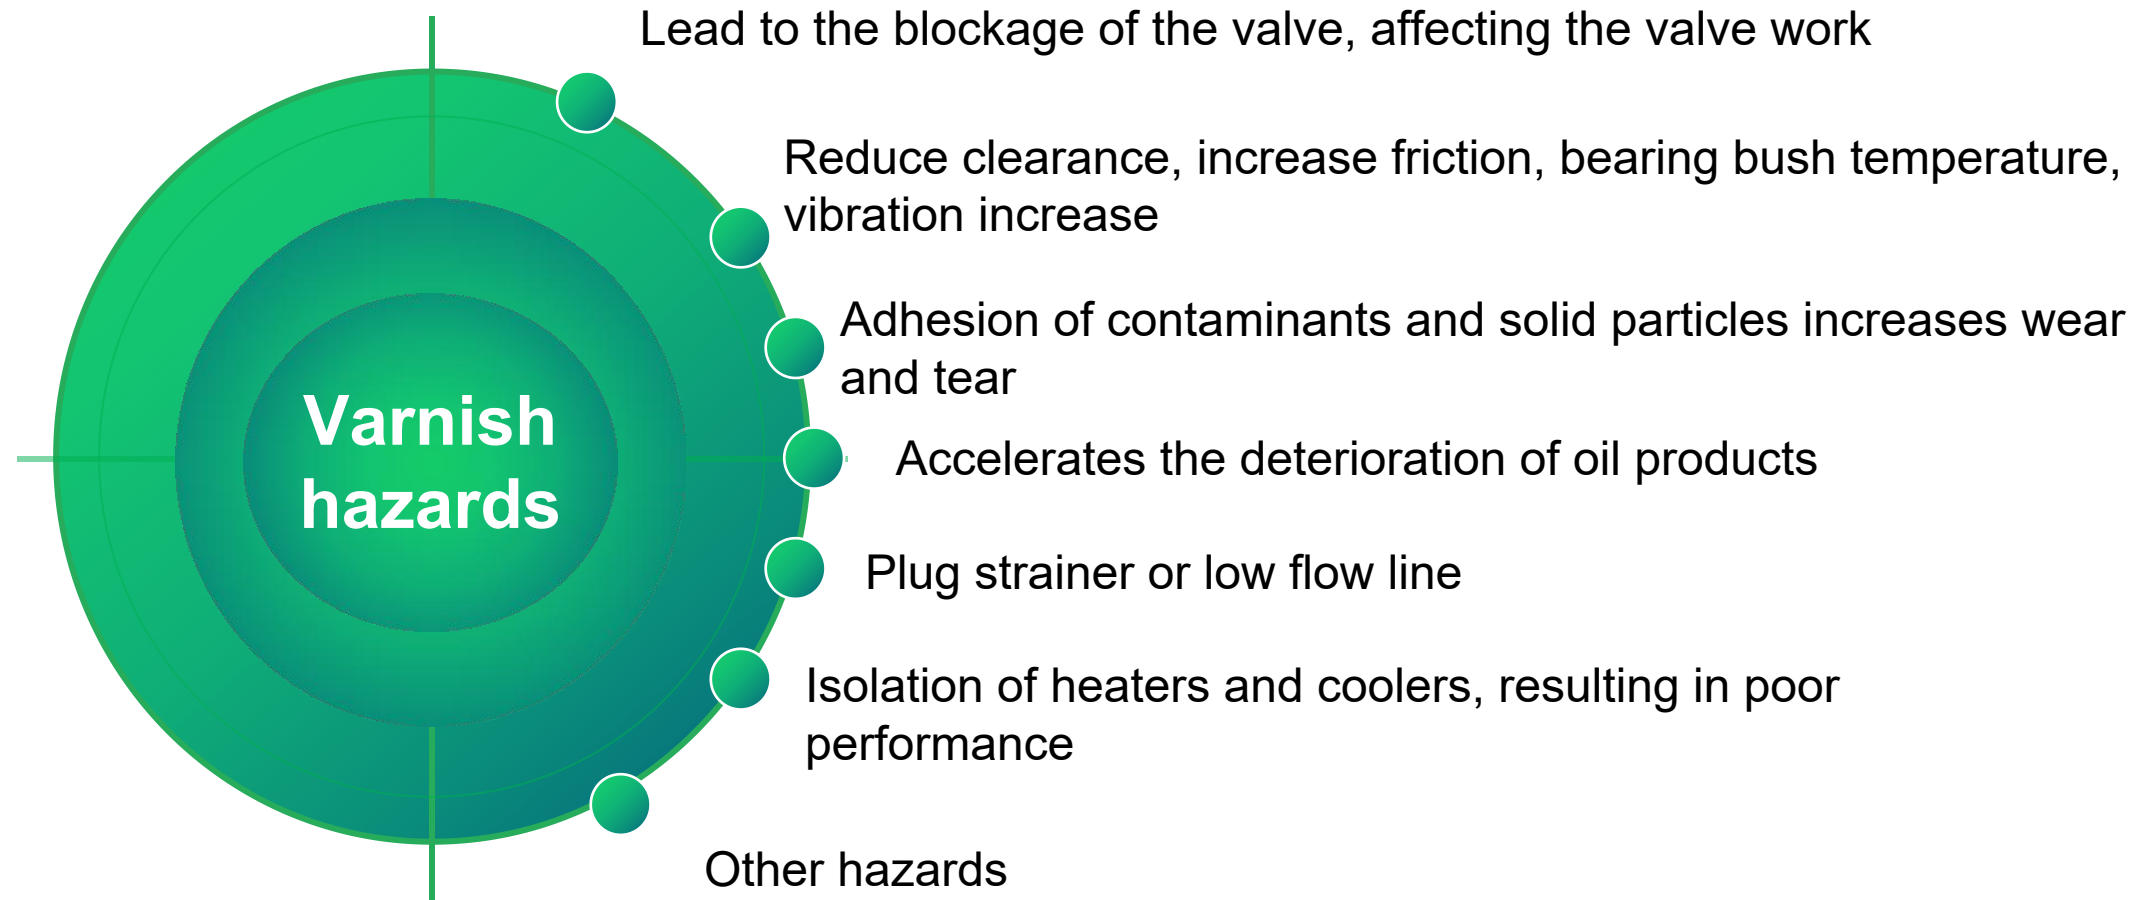 Lead to the blockage of the valve, affecting the valve work
Reduce clearance, increase friction, bearing bush temperature,
vibration increase
Adhesion of contaminants and solid particles increases wear
and tear
Varnish
hazards
Accelerates the deterioration of oil products
Plug strainer or low flow line
Isolation of heaters and coolers, resulting in poor
performance
Other hazards